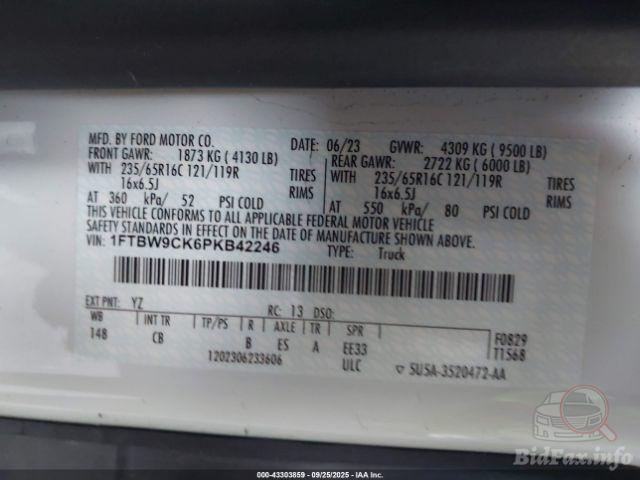 MFD. BY FORD MOTOR CO.
DATE: 06/23 GVWR: 4309 KG ( 9500 LB)
FRONT GAWR: 1873 KG ( 4130 LB)
REAR GAWR: 2722 KG ( 6000 LB)
WITH 235/65R16C 121/119R TIRES
WITH 235/65R16C 121/119R TIRES
16x6.5J RIMS
16x6.5J RIMS
AT 360 kPa/ 52 PSI COLD
AT 550 kPa/ 80 PSI COLD
THIS VEHICLE CONFORMS TO ALL APPLICABLE FEDERAL MOTOR VEHICLE
SAFETY STANDARDS IN EFFECT ON THE DATE OF MANUFACTURE SHOWN ABOVE.
VIN: 1FTBW9CK6PKB42246
TYPE: Truck
EXT PNT: YZ RC: 13 DSO:
WB INT TR TP/PS R AXLE TR SPR F0829
148 CB B ES A EE33 T1568
1202306233606 ULC ▽ 5U5A-3520472-AA
BidFax.info
000-43303859 - 09/25/2025 - IAA Inc.